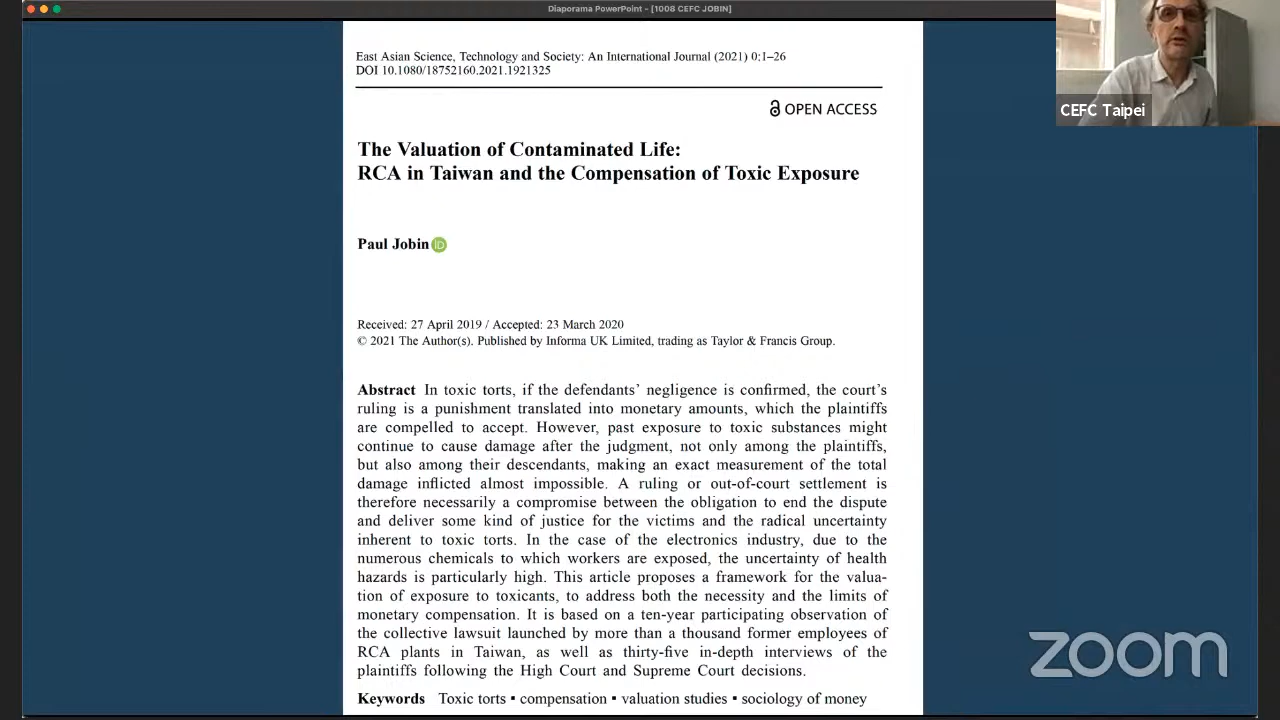 Diaporama PowerPoint - [1008 CEFC JOBIN]
East Asian Science, Technology and Society: An International Journal (2021) 0:1–26
DOI 10.1080/18752160.2021.1921325
OPEN ACCESS
The Valuation of Contaminated Life:
RCA in Taiwan and the Compensation of Toxic Exposure
Paul Jobin iD
Received: 27 April 2019 / Accepted: 23 March 2020
© 2021 The Author(s). Published by Informa UK Limited, trading as Taylor & Francis Group.
Abstract In toxic torts, if the defendants’ negligence is confirmed, the court’s
ruling is a punishment translated into monetary amounts, which the plaintiffs
are compelled to accept. However, past exposure to toxic substances might
continue to cause damage after the judgment, not only among the plaintiffs,
but also among their descendants, making an exact measurement of the total
damage inflicted almost impossible. A ruling or out-of-court settlement is
therefore necessarily a compromise between the obligation to end the dispute
and deliver some kind of justice for the victims and the radical uncertainty
inherent to toxic torts. In the case of the electronics industry, due to the
numerous chemicals to which workers are exposed, the uncertainty of health
hazards is particularly high. This article proposes a framework for the valua-
tion of exposure to toxicants, to address both the necessity and the limits of
monetary compensation. It is based on a ten-year participating observation of
the collective lawsuit launched by more than a thousand former employees of
RCA plants in Taiwan, as well as thirty-five in-depth interviews of the
plaintiffs following the High Court and Supreme Court decisions.
Keywords Toxic torts ▪ compensation ▪ valuation studies ▪ sociology of money
CEFC Taipei
zoom